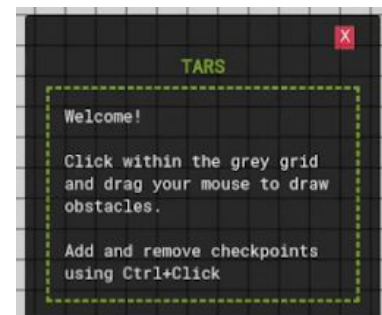 X
TARS
Welcome!
Click within the grey grid
and drag your mouse to draw
obstacles.
Add and remove checkpoints
using Ctrl+Click